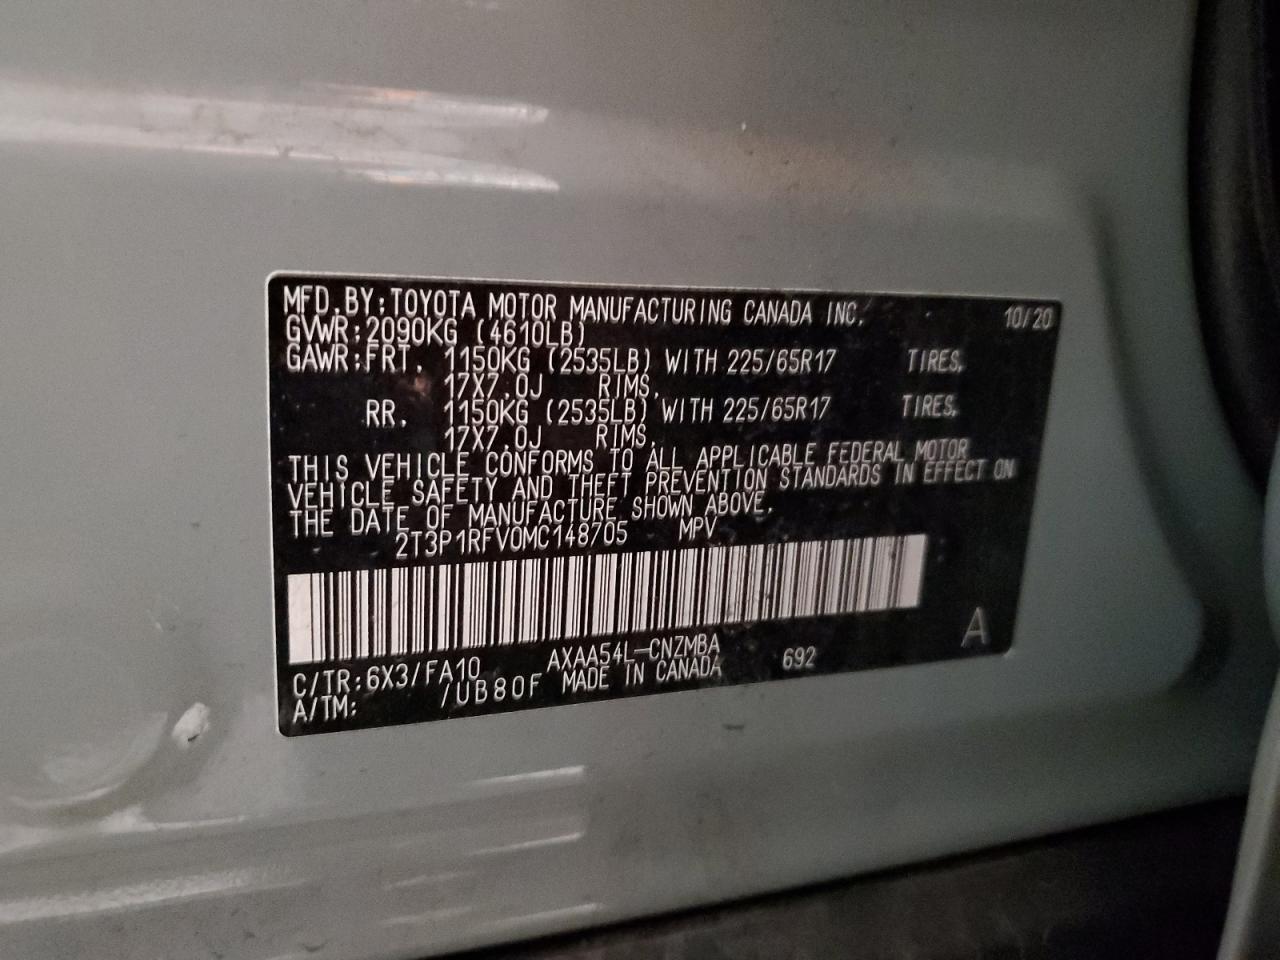 MFD.BY:TOYOTA MOTOR MANUFACTURING CANADA INC. 10/20
GVWR:2090KG (4610LB)
GAWR:FRT. 1150KG (2535LB) WITH 225/65R17 TIRES.
17X7.0J RIMS.
RR. 1150KG (2535LB) WITH 225/65R17 TIRES.
17X7.0J RIMS.
THIS VEHICLE CONFORMS TO ALL APPLICABLE FEDERAL MOTOR
VEHICLE SAFETY AND THEFT PREVENTION STANDARDS IN EFFECT ON
THE DATE OF MANUFACTURE SHOWN ABOVE.
2T3P1RFV0MC148705 MPV
C/TR:6X3/FA10 AXAA54L-CNZMBA 692 A
A/TM: /UB80F MADE IN CANADA